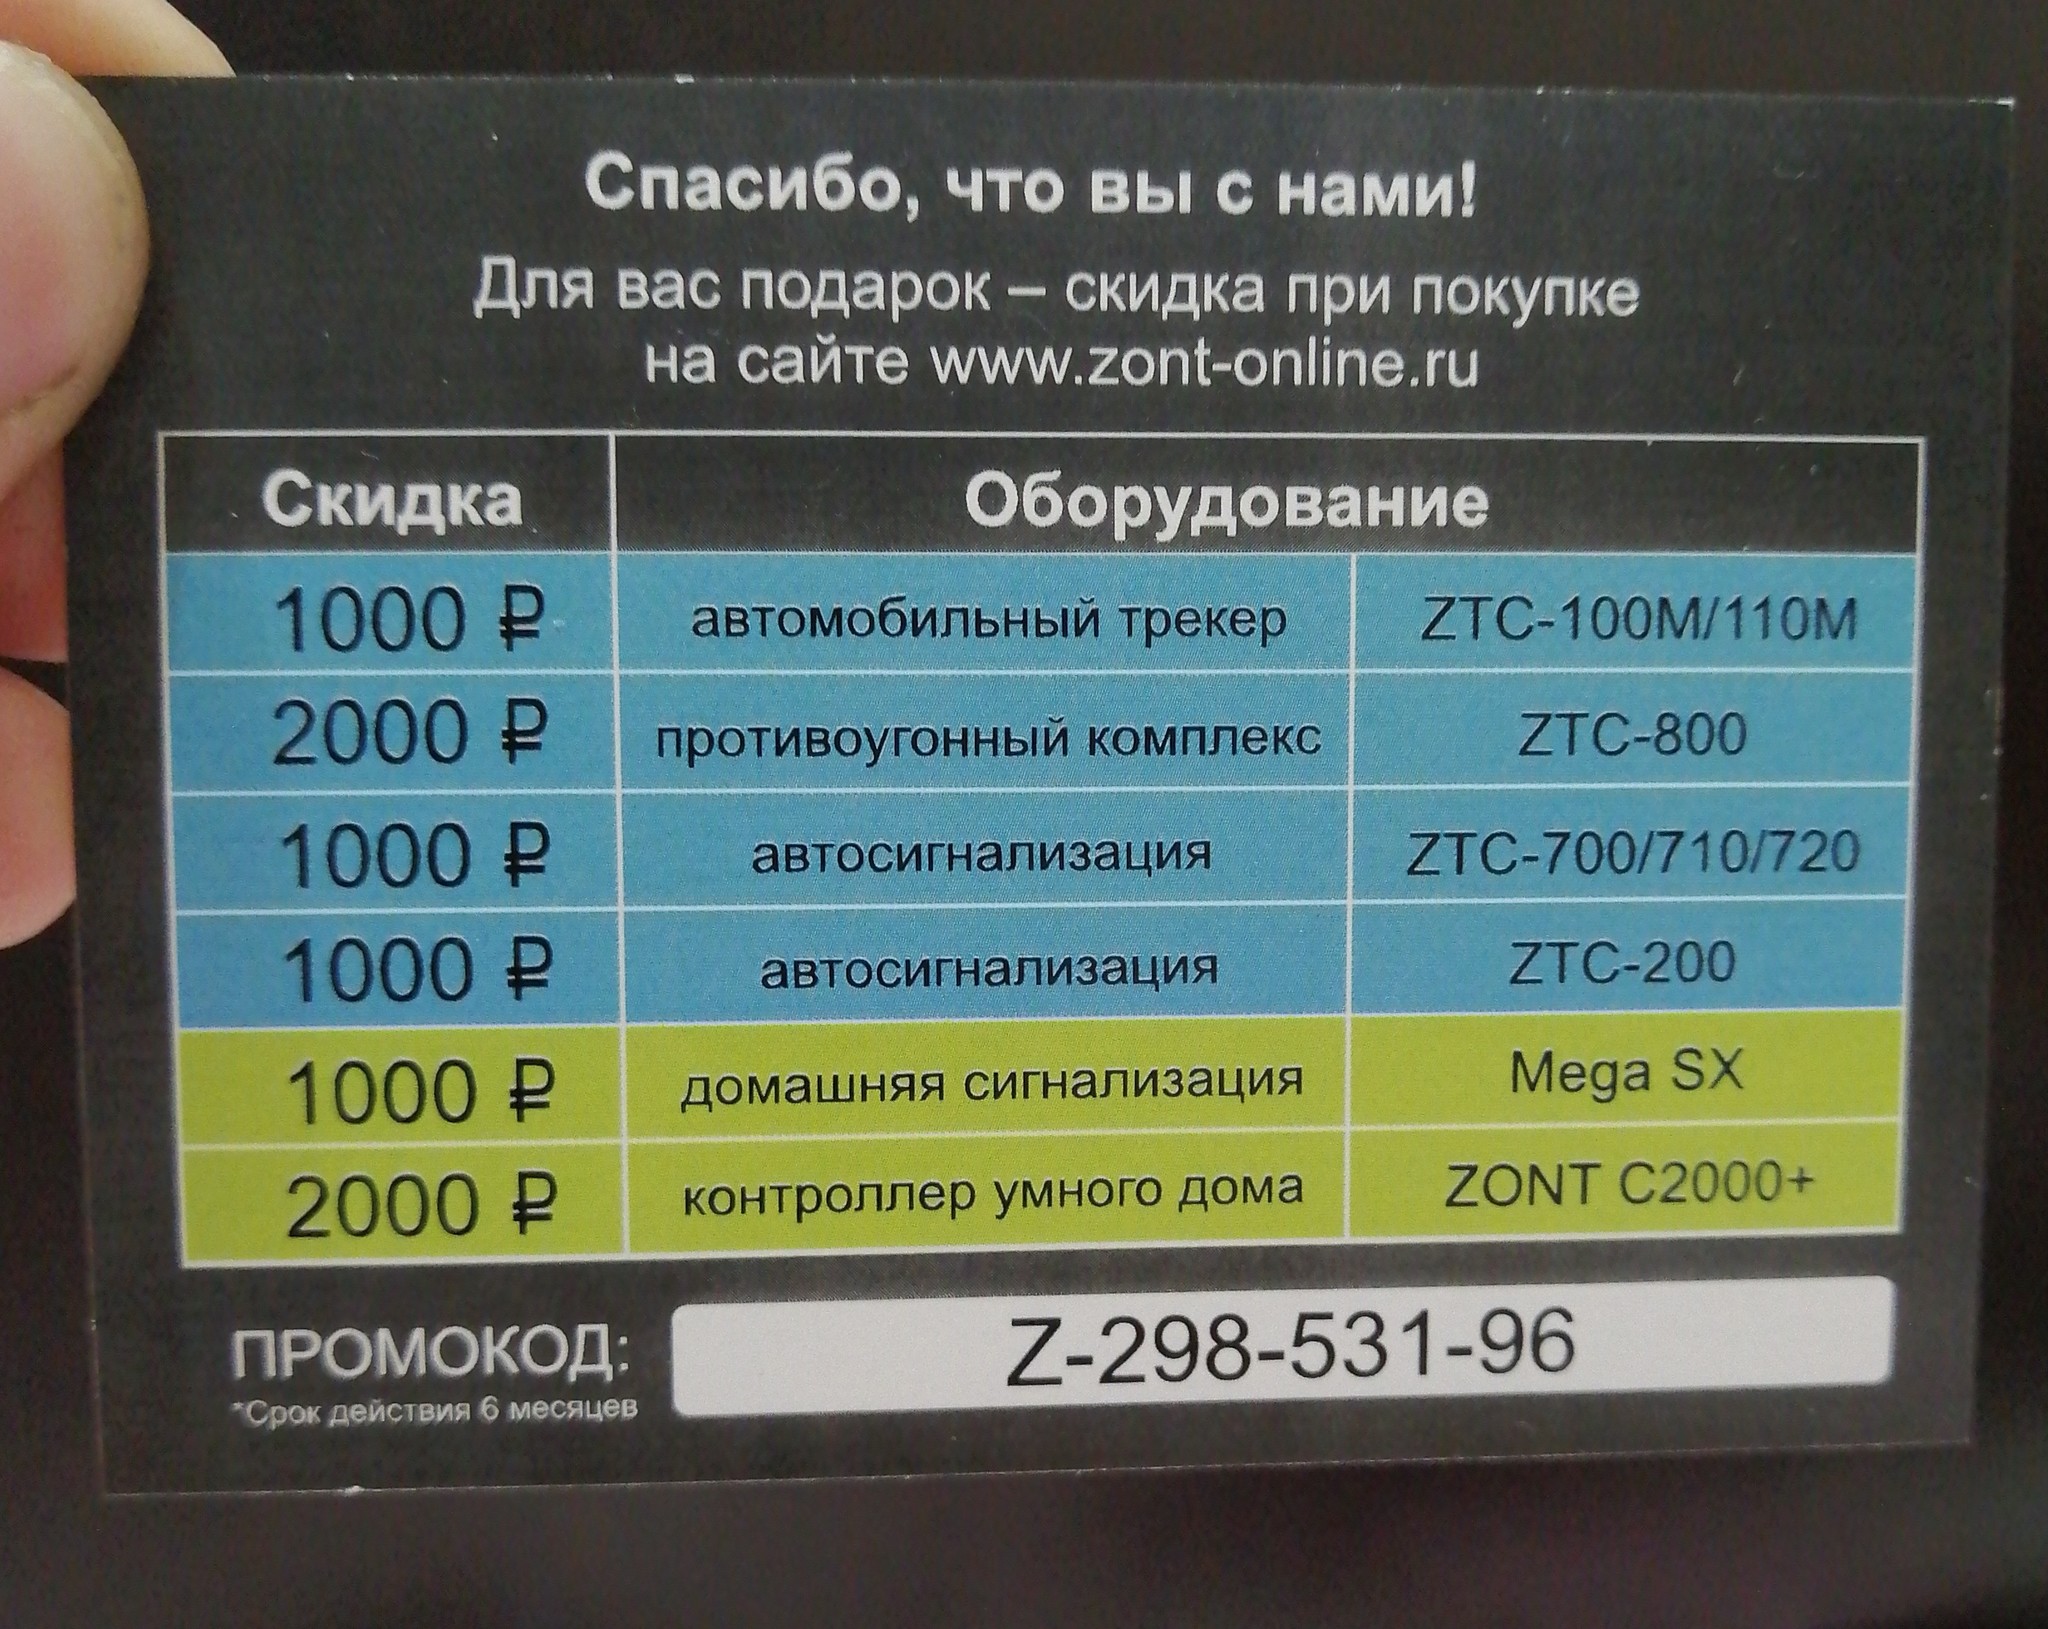 Спасибо, что вы с нами!
Для вас подарок – скидка при покупке
на сайте www.zont-online.ru
Скидка Оборудование
1000 ₽ автомобильный трекер ZTC-100M/110M
2000 ₽ противоугонный комплекс ZTC-800
1000 ₽ автосигнализация ZTC-700/710/720
1000 ₽ автосигнализация ZTC-200
1000 ₽ домашняя сигнализация Mega SX
2000 ₽ контроллер умного дома ZONT C2000+
ПРОМОКОД: Z-298-531-96
*Срок действия 6 месяцев